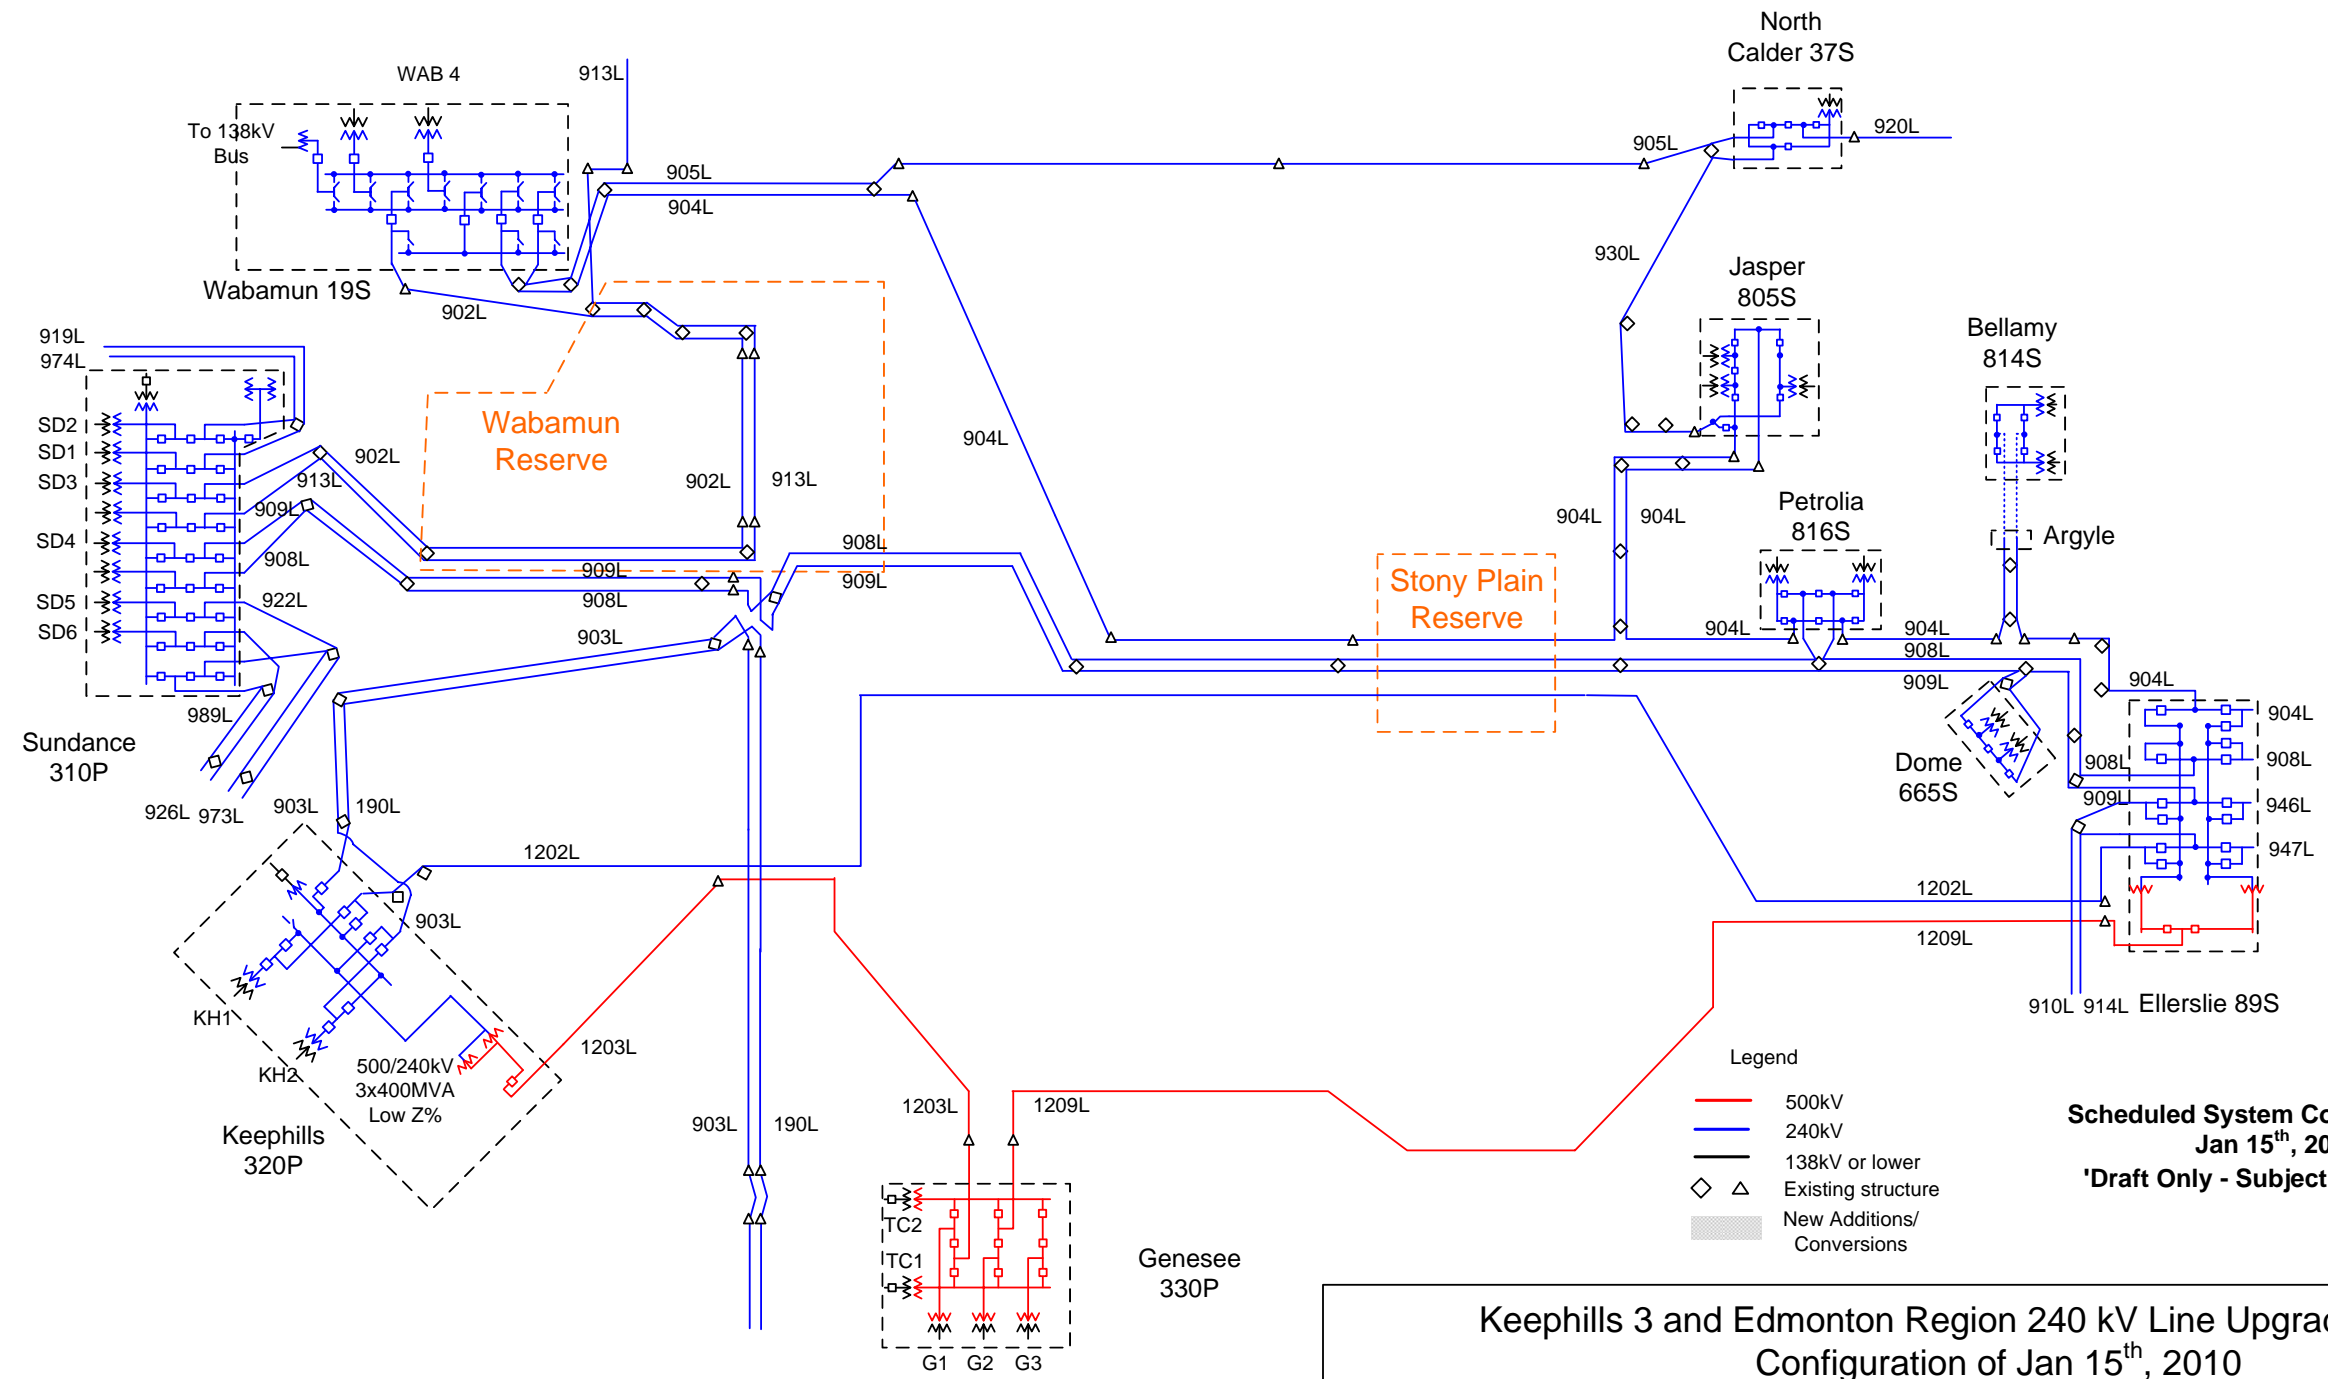 North
Calder 37S
WAB 4
913L
To 138kV
Bus
905L
920L
905L
904L
930L
Wabamun 19S
902L
Jasper
805S
Bellamy
814S
919L
974L
SD2
SD1
SD3
SD4
SD5
SD6
902L
913L
909L
908L
922L
989L
Wabamun
Reserve
902L
913L
904L
904L
904L
Petrolia
816S
Argyle
908L
909L
909L
908L
903L
Stony Plain
Reserve
904L
904L
908L
909L
904L
904L
908L
946L
947L
908L
909L
Dome
665S
Sundance
310P
926L
973L
903L
190L
1202L
903L
1202L
1209L
910L
914L
Ellerslie 89S
KH1
KH2
500/240kV
3x400MVA
Low Z%
1203L
Keephills
320P
903L
190L
1203L
1209L
TC2
TC1
G1
G2
G3
Genesee
330P
Legend
500kV
240kV
138kV or lower
Existing structure
New Additions/
Conversions
Scheduled System Co
Jan 15th, 20
'Draft Only - Subject
Keephills 3 and Edmonton Region 240 kV Line Upgra
Configuration of Jan 15th, 2010